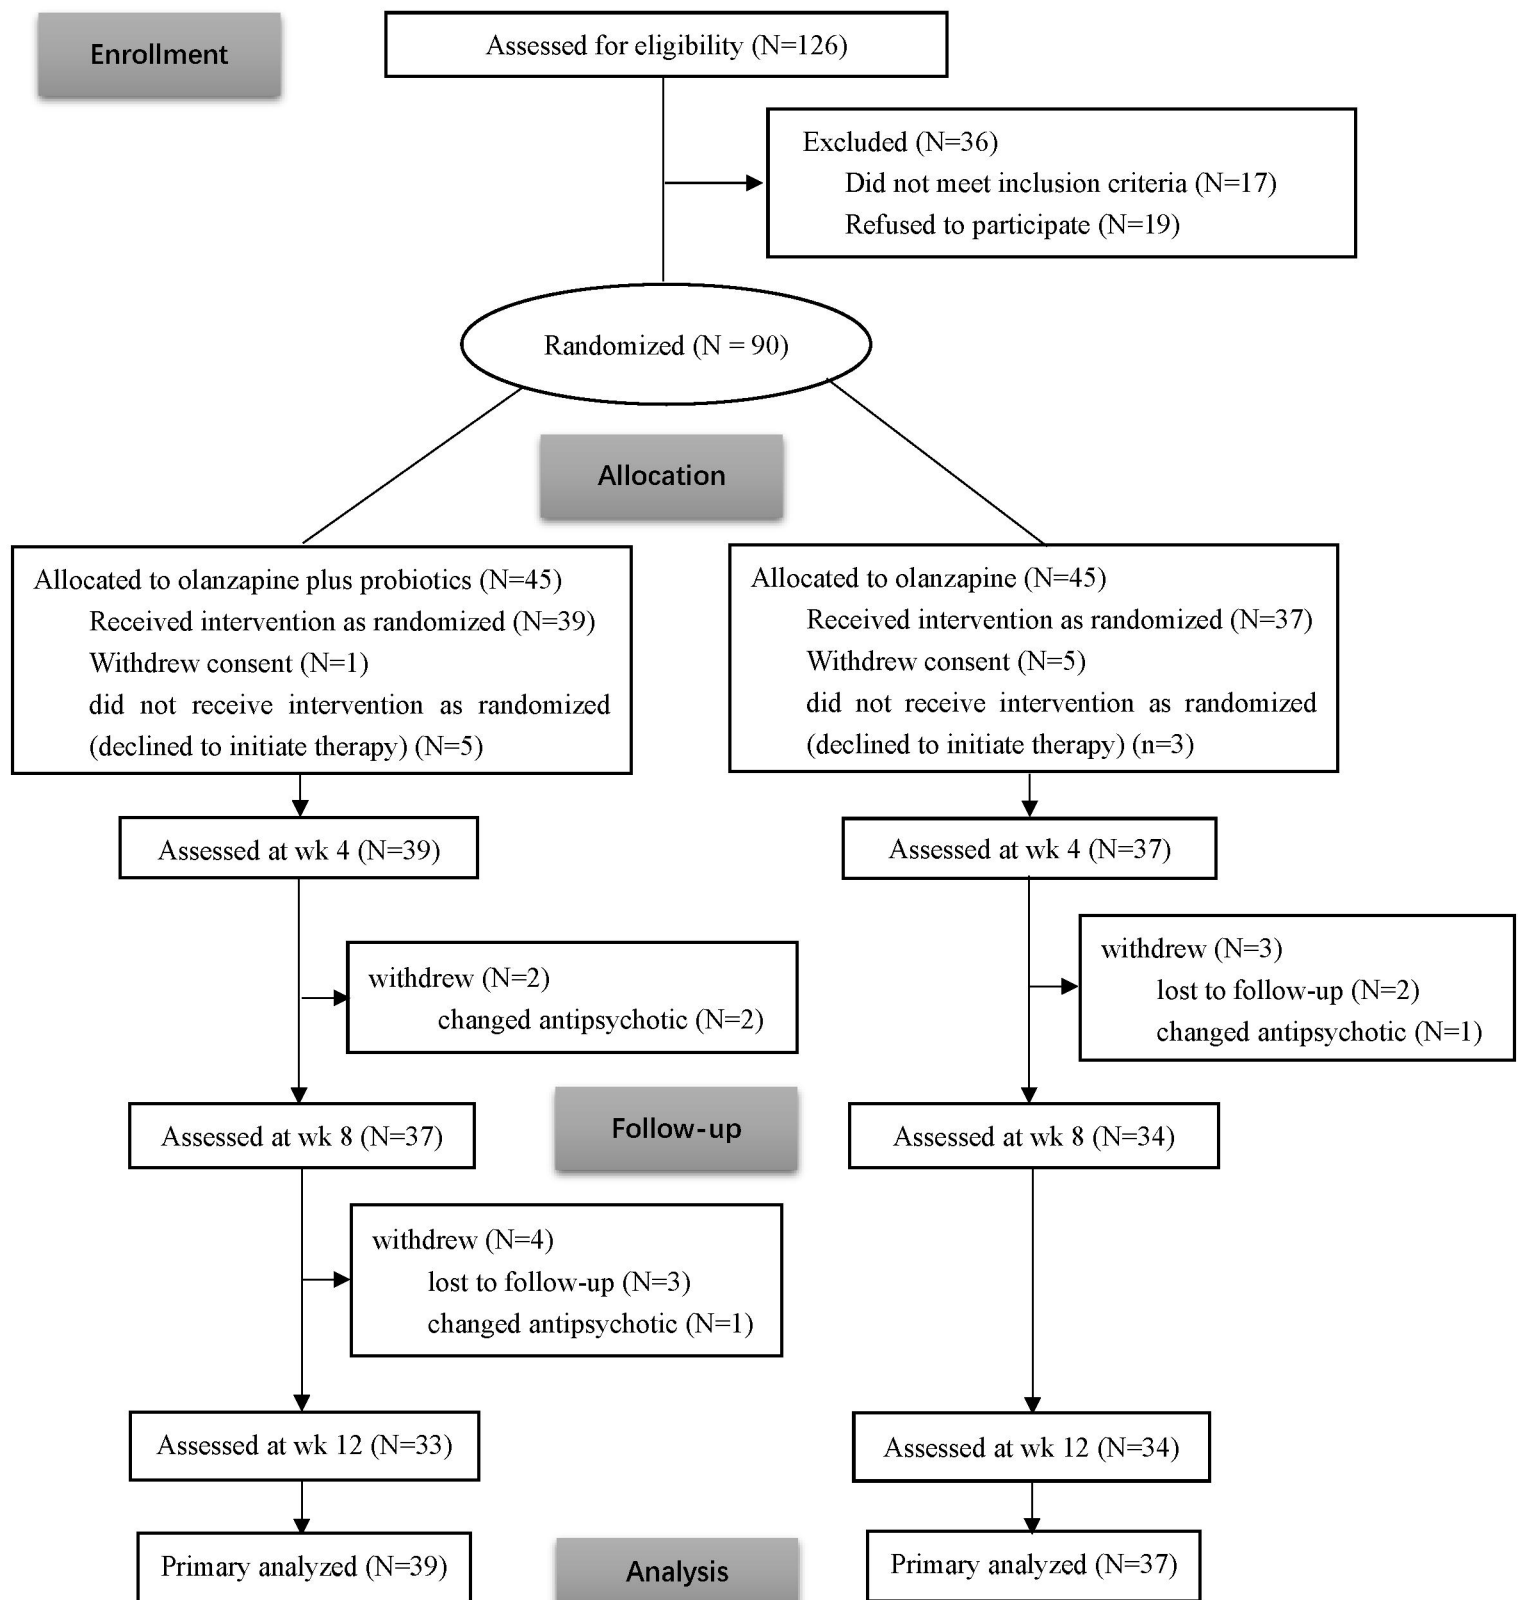 Enrollment
Assessed for eligibility (N=126)
Excluded (N=36)
Did not meet inclusion criteria (N=17)
Refused to participate (N=19)
Randomized (N = 90)
Allocation
Allocated to olanzapine plus probiotics (N=45)
Received intervention as randomized (N=39)
Withdrew consent (N=1)
did not receive intervention as randomized
(declined to initiate therapy) (N=5)
Allocated to olanzapine (N=45)
Received intervention as randomized (N=37)
Withdrew consent (N=5)
did not receive intervention as randomized
(declined to initiate therapy) (n=3)
Assessed at wk 4 (N=39)
Assessed at wk 4 (N=37)
withdrew (N=2)
changed antipsychotic (N=2)
withdrew (N=3)
lost to follow-up (N=2)
changed antipsychotic (N=1)
Assessed at wk 8 (N=37)
Follow-up
Assessed at wk 8 (N=34)
withdrew (N=4)
lost to follow-up (N=3)
changed antipsychotic (N=1)
Assessed at wk 12 (N=33)
Assessed at wk 12 (N=34)
Primary analyzed (N=39)
Analysis
Primary analyzed (N=37)